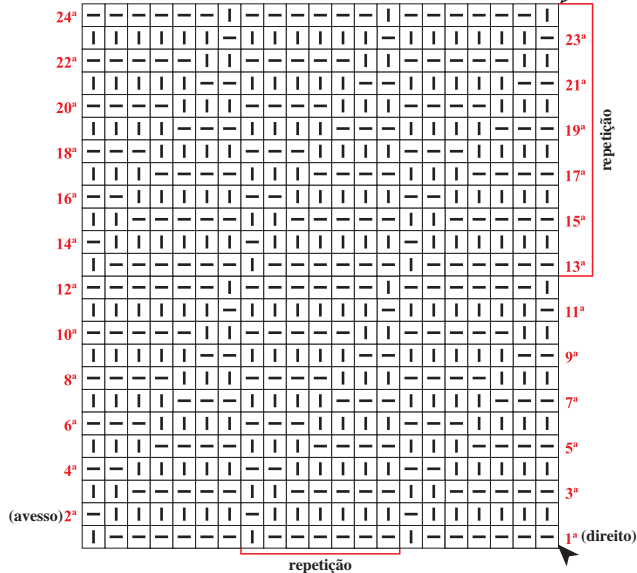 24ª
23ª
22ª
21ª
20ª
19ª
18ª
17ª
16ª
15ª
14ª
13ª
12ª
11ª
10ª
9ª
8ª
7ª
6ª
5ª
4ª
3ª
(avesso) 2ª
1ª (direito)
repetição
repetição